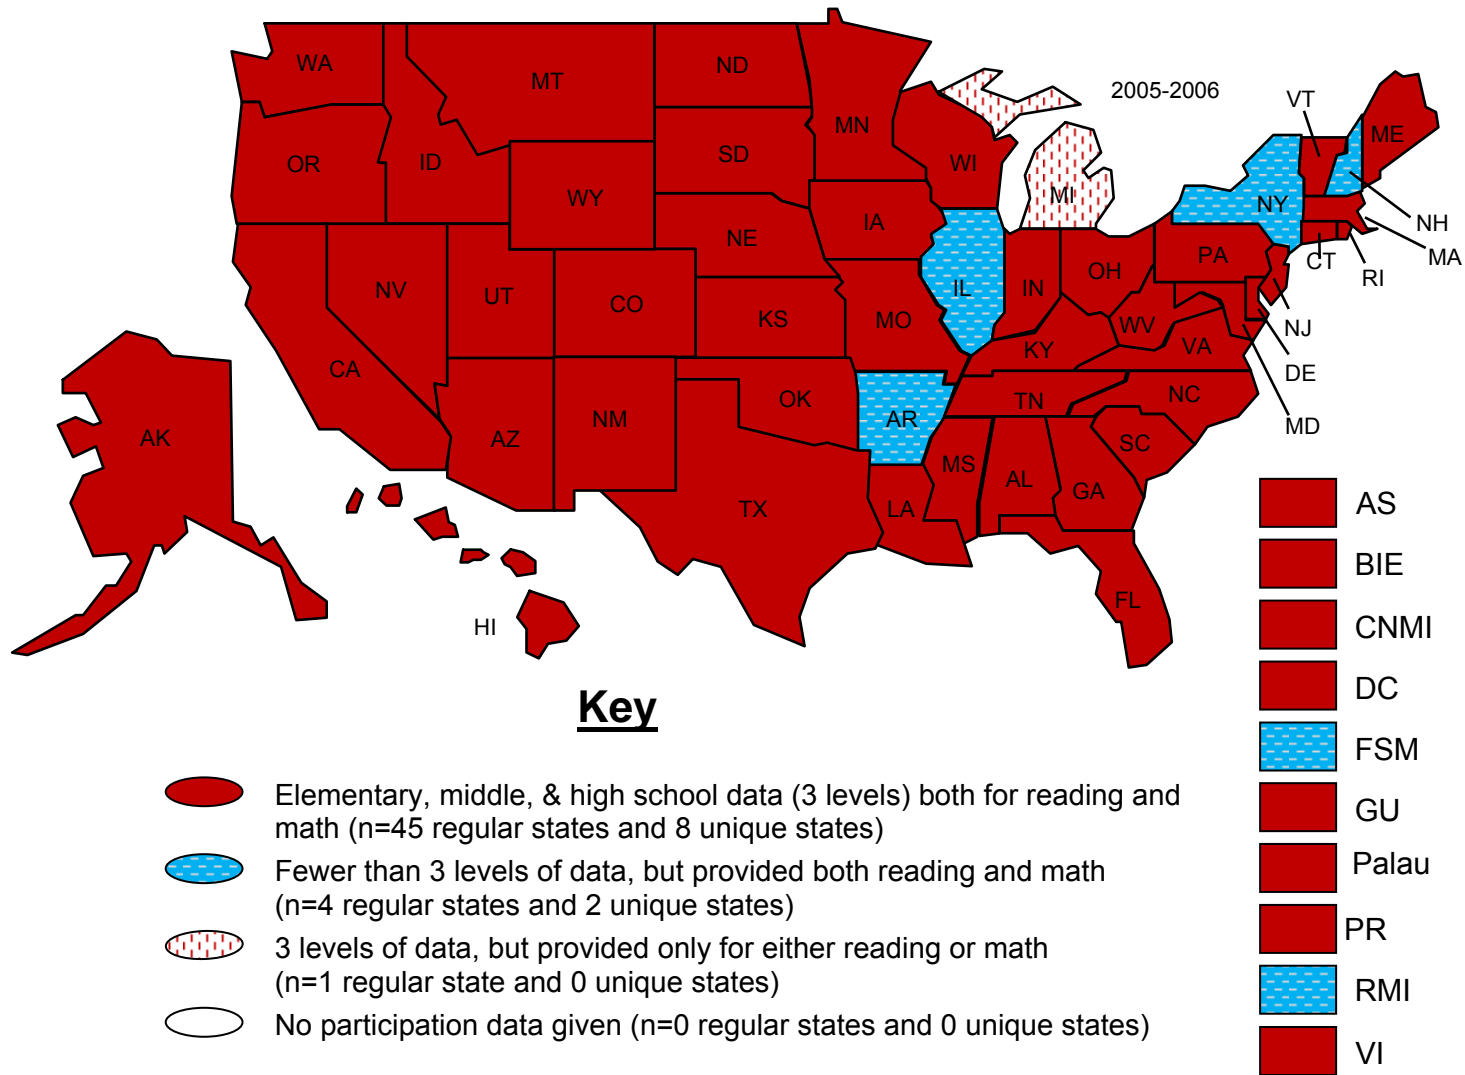 2005-2006
WA
MT
ND
MN
VT
ME
OR
ID
SD
WI
MI
WY
NY
NH
MA
NE
IA
PA
CT
RI
NV
UT
CO
KS
MO
IL
IN
OH
WV
VA
NJ
DE
MD
CA
KY
AK
AZ
NM
OK
AR
TN
NC
SC
TX
LA
MS
AL
GA
FL
HI
AS
BIE
CNMI
DC
FSM
GU
Palau
PR
RMI
VI
Key
Elementary, middle, & high school data (3 levels) both for reading and
math (n=45 regular states and 8 unique states)
Fewer than 3 levels of data, but provided both reading and math
(n=4 regular states and 2 unique states)
3 levels of data, but provided only for either reading or math
(n=1 regular state and 0 unique states)
No participation data given (n=0 regular states and 0 unique states)